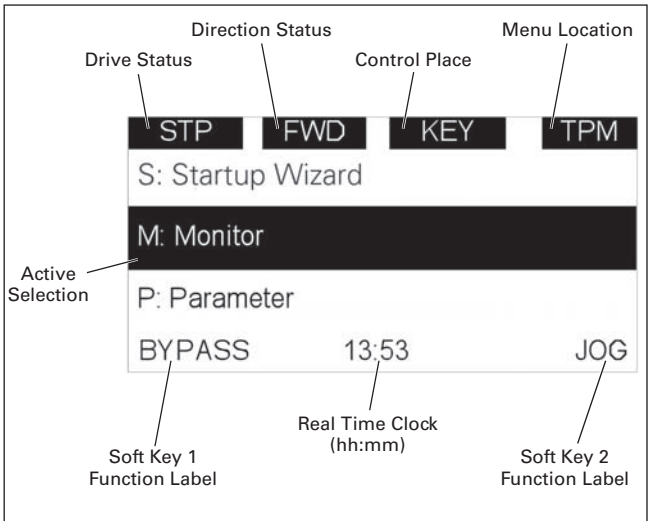 Direction Status
Menu Location
Drive Status
Control Place
STP FWD KEY TPM
S: Startup Wizard
M: Monitor
Active
Selection
P: Parameter
BYPASS 13:53 JOG
Real Time Clock
(hh:mm)
Soft Key 1
Function Label
Soft Key 2
Function Label